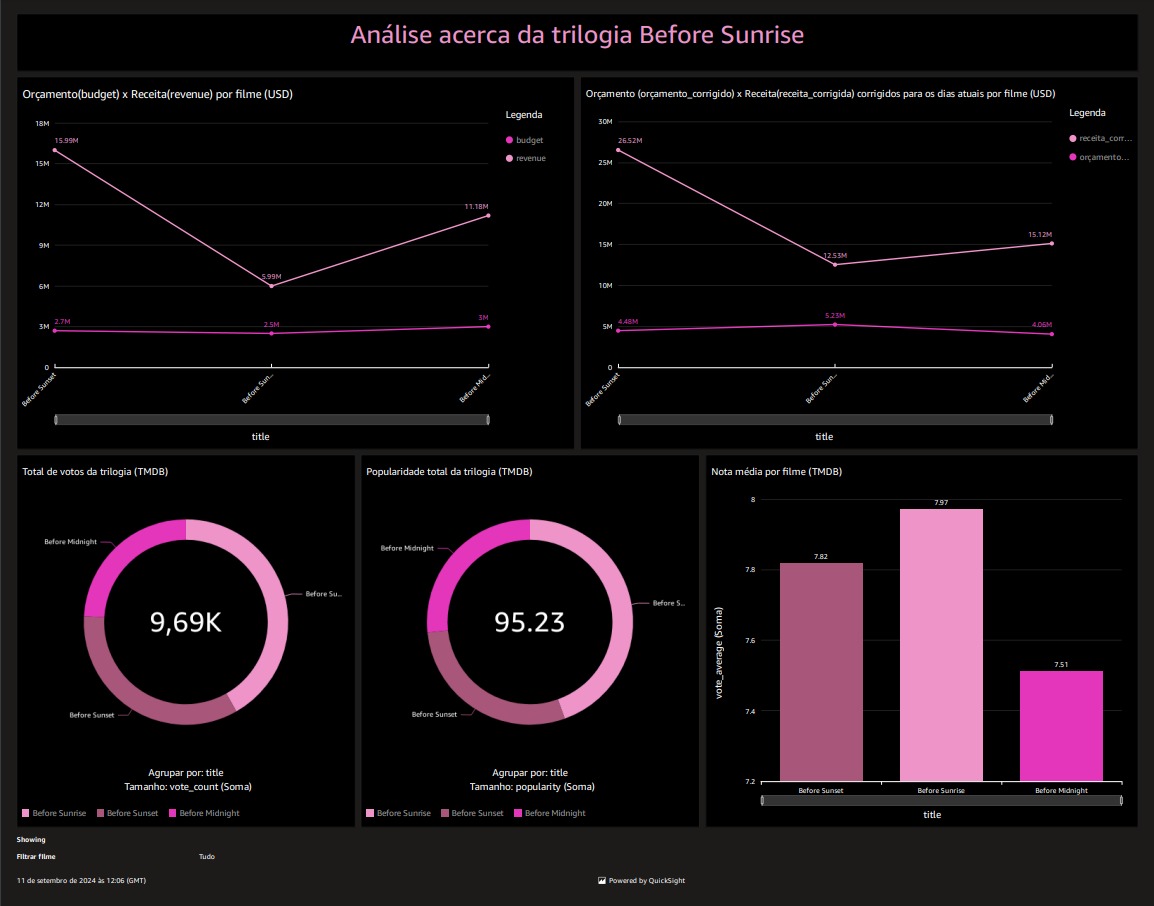 Análise acerca da trilogia Before Sunrise
Orçamento(budget) x Receita(revenue) por filme (USD)
Legenda
budget
revenue
18M
15M
12M
9M
6M
3M
0
15.99M
5.99M
11.18M
2.7M
2.5M
3M
Before Sunset
Before Sun...
Before Mid...
title
Orçamento (orçamento_corrigido) x Receita(receita_corrigida) corrigidos para os dias atuais por filme (USD)
Legenda
receita_corr...
orçamento...
30M
25M
20M
15M
10M
5M
0
26.52M
12.53M
15.12M
4.48M
5.23M
4.06M
Before Sunset
Before Sun...
Before Mid...
title
Total de votos da trilogia (TMDB)
Before Midnight
Before Su...
9,69K
Before Sunset
Agrupar por: title
Tamanho: vote_count (Soma)
Before Sunrise
Before Sunset
Before Midnight
Popularidade total da trilogia (TMDB)
Before Midnight
Before S...
95.23
Before Sunset
Agrupar por: title
Tamanho: popularity (Soma)
Before Sunrise
Before Sunset
Before Midnight
Nota média por filme (TMDB)
vote_average (Soma)
8
7.8
7.6
7.4
7.2
7.82
7.97
7.51
Before Sunset
Before Sunrise
Before Midnight
title
Showing
Filtrar filme Tudo
11 de setembro de 2024 às 12:06 (GMT)
Powered by QuickSight